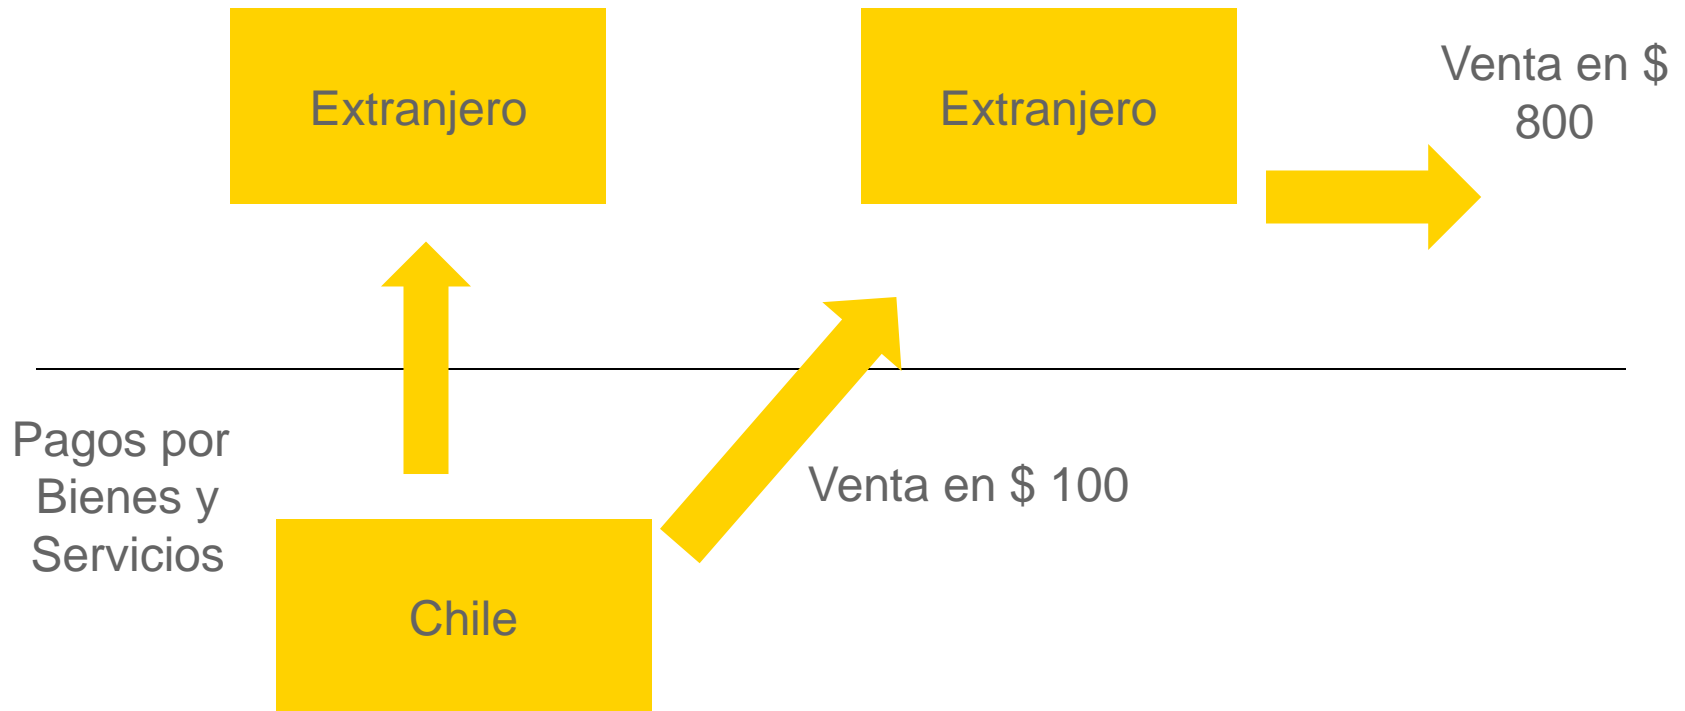 Extranjero
Extranjero
Venta en $
800
Pagos por
Bienes y
Servicios
Venta en $ 100
Chile